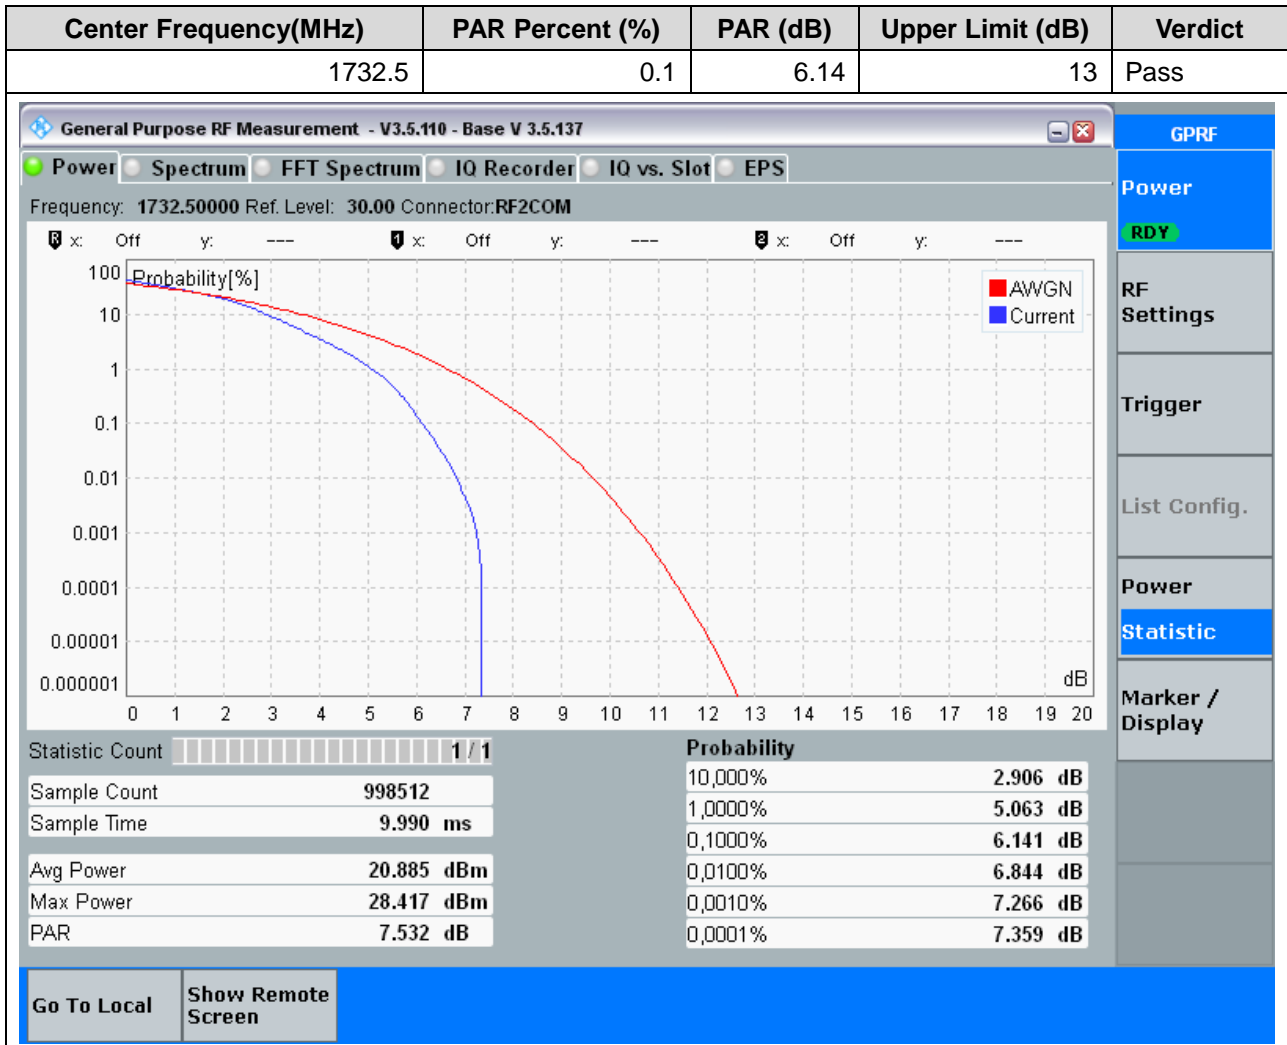 Center Frequency(MHz) PAR Percent (%) PAR (dB) Upper Limit (dB) Verdict
1732.5 0.1 6.14 13 Pass
General Purpose RF Measurement - V3.5.110 - Base V 3.5.137
GPRF
Power Spectrum FFT Spectrum IQ Recorder IQ vs. Slot EPS
Power
RDY
Frequency: 1732.50000 Ref. Level: 30.00 Connector:RF2COM
R x: Off y: --- 1 x: Off y: --- 2 x: Off y: ---
100 Probability[%]
AWGN
Current
RF
Settings
10
1
Trigger
0.1
0.01
List Config.
0.001
0.0001
Power
Statistic
0.00001
0.000001
dB
Marker /
Display
0 1 2 3 4 5 6 7 8 9 10 11 12 13 14 15 16 17 18 19 20
Statistic Count 1 / 1
Probability
Sample Count 998512
Sample Time 9.990 ms
Avg Power 20.885 dBm
Max Power 28.417 dBm
PAR 7.532 dB
10,000% 2.906 dB
1,0000% 5.063 dB
0,1000% 6.141 dB
0,0100% 6.844 dB
0,0010% 7.266 dB
0,0001% 7.359 dB
Go To Local
Show Remote
Screen